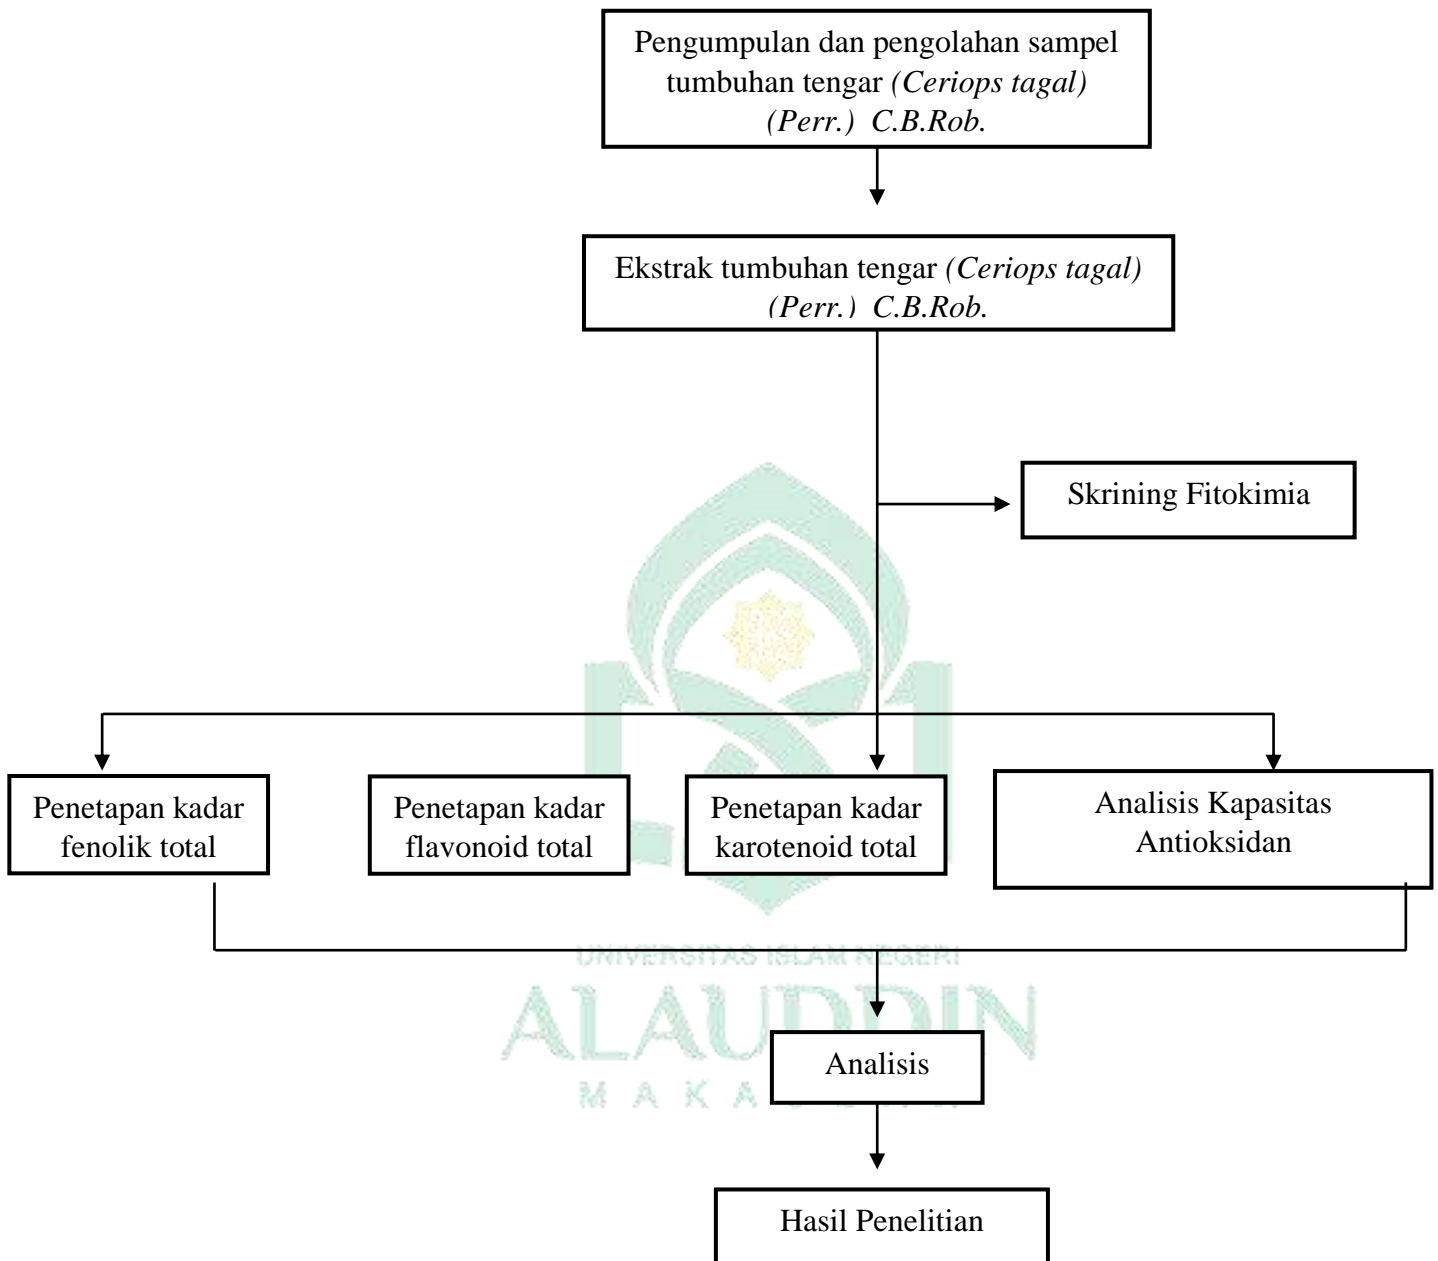 Pengumpulan dan pengolahan sampel
tumbuhan tengar (Ceriops tagal)
(Perr.) C.B.Rob.
Ekstrak tumbuhan tengar (Ceriops tagal)
(Perr.) C.B.Rob.
Skrining Fitokimia
Penetapan kadar
fenolik total
Penetapan kadar
flavonoid total
Penetapan kadar
karotenoid total
Analisis Kapasitas
Antioksidan
UNIVERSITAS ISLAM NEGERI
ALAUDDIN
Analisis
Hasil Penelitian